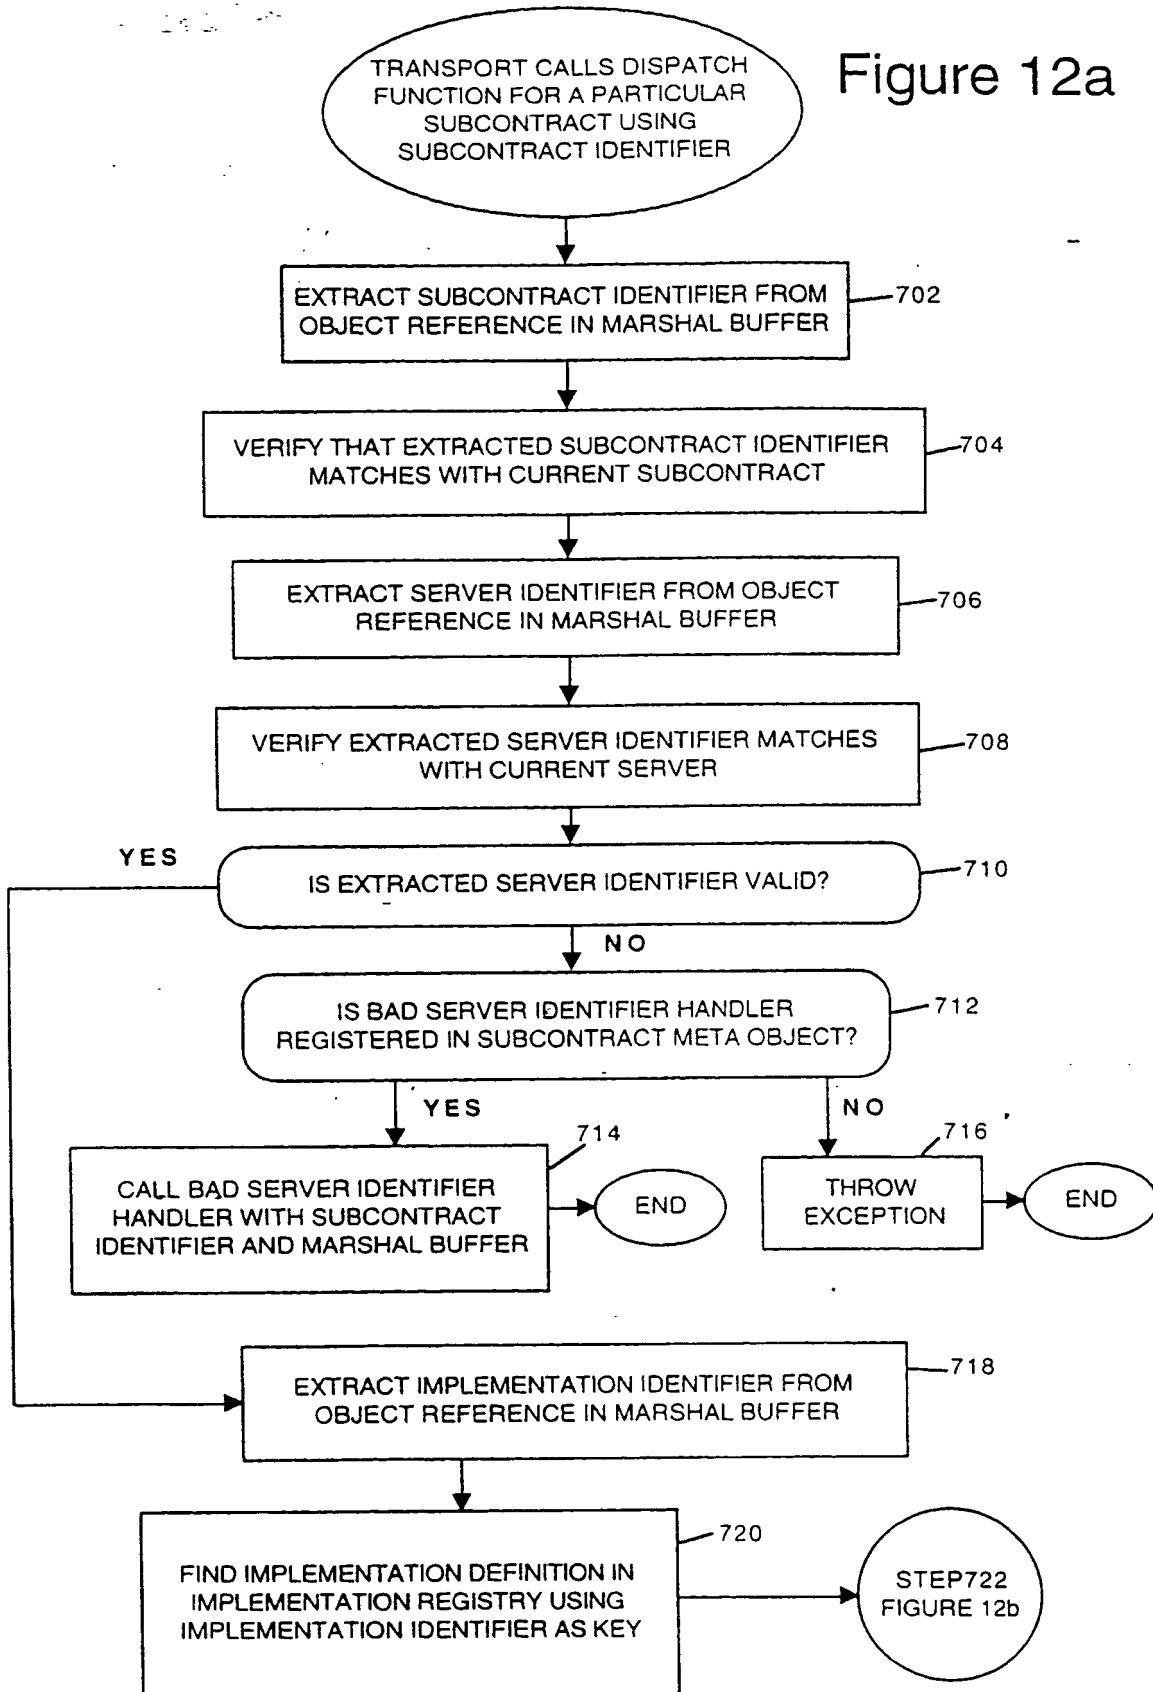 Figure 12a
TRANSPORT CALLS DISPATCH
FUNCTION FOR A PARTICULAR
SUBCONTRACT USING
SUBCONTRACT IDENTIFIER
EXTRACT SUBCONTRACT IDENTIFIER FROM
OBJECT REFERENCE IN MARSHAL BUFFER
702
VERIFY THAT EXTRACTED SUBCONTRACT IDENTIFIER
MATCHES WITH CURRENT SUBCONTRACT
704
EXTRACT SERVER IDENTIFIER FROM OBJECT
REFERENCE IN MARSHAL BUFFER
706
VERIFY EXTRACTED SERVER IDENTIFIER MATCHES
WITH CURRENT SERVER
708
YES
IS EXTRACTED SERVER IDENTIFIER VALID?
710
NO
IS BAD SERVER IDENTIFIER HANDLER
REGISTERED IN SUBCONTRACT META OBJECT?
712
YES
NO
714
CALL BAD SERVER IDENTIFIER
HANDLER WITH SUBCONTRACT
IDENTIFIER AND MARSHAL BUFFER
END
716
THROW
EXCEPTION
END
EXTRACT IMPLEMENTATION IDENTIFIER FROM
OBJECT REFERENCE IN MARSHAL BUFFER
718
FIND IMPLEMENTATION DEFINITION IN
IMPLEMENTATION REGISTRY USING
IMPLEMENTATION IDENTIFIER AS KEY
720
STEP722
FIGURE 12b